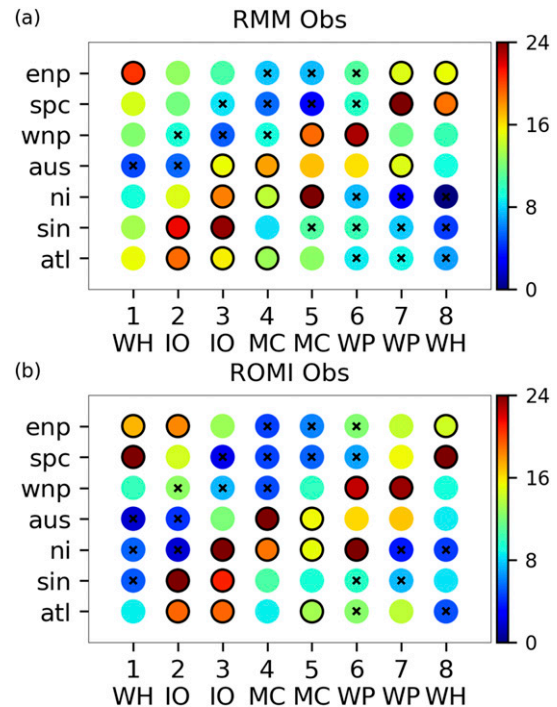 (a)
RMM Obs
24
enp
spc
wnp
16
aus
ni
8
sin
atl
0
1 2 3 4 5 6 7 8
WH IO IO MC MC WP WP WH
(b)
ROMI Obs
24
enp
spc
wnp
16
aus
ni
8
sin
atl
0
1 2 3 4 5 6 7 8
WH IO IO MC MC WP WP WH